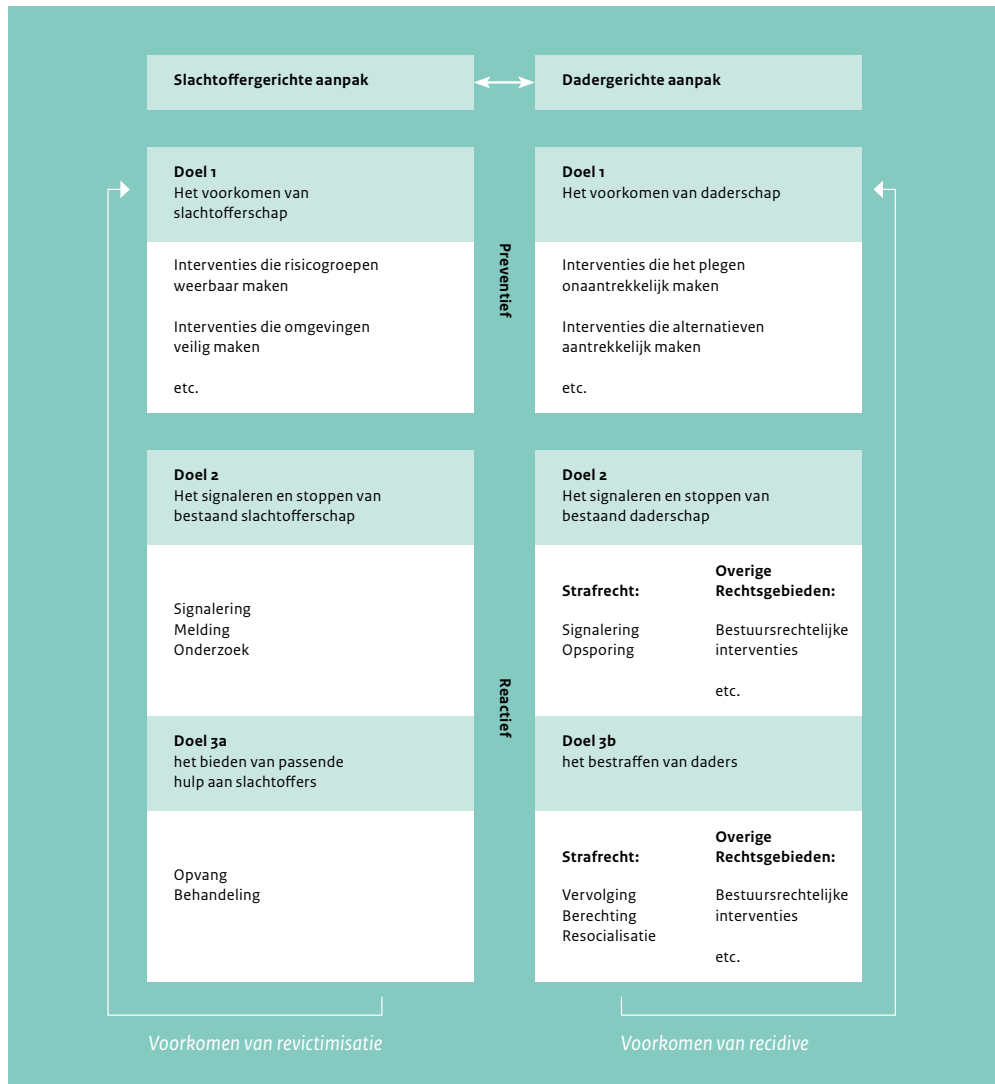 Slachtoffergerichte aanpak
Dadergerichte aanpak
Doel 1
Het voorkomen van
slachtofferschap
Interventies die risicogroepen
weerbaar maken
Interventies die omgevingen
veilig maken
etc.
Preventief
Doel 1
Het voorkomen van daderschap
Interventies die het plegen
onaantrekkelijk maken
Interventies die alternatieven
aantrekkelijk maken
etc.
Doel 2
Het signaleren en stoppen van
bestaand slachtofferschap
Signalering
Melding
Onderzoek
Reactief
Doel 2
Het signaleren en stoppen van
bestaand daderschap
Strafrecht:
Signalering
Opsporing
Overige
Rechtsgebieden:
Bestuursrechtelijke
interventies
etc.
Doel 3a
het bieden van passende
hulp aan slachtoffers
Opvang
Behandeling
Doel 3b
het bestraffen van daders
Strafrecht:
Vervolging
Berechting
Resocialisatie
Overige
Rechtsgebieden:
Bestuursrechtelijke
interventies
etc.
Voorkomen van revictimisatie
Voorkomen van recidive